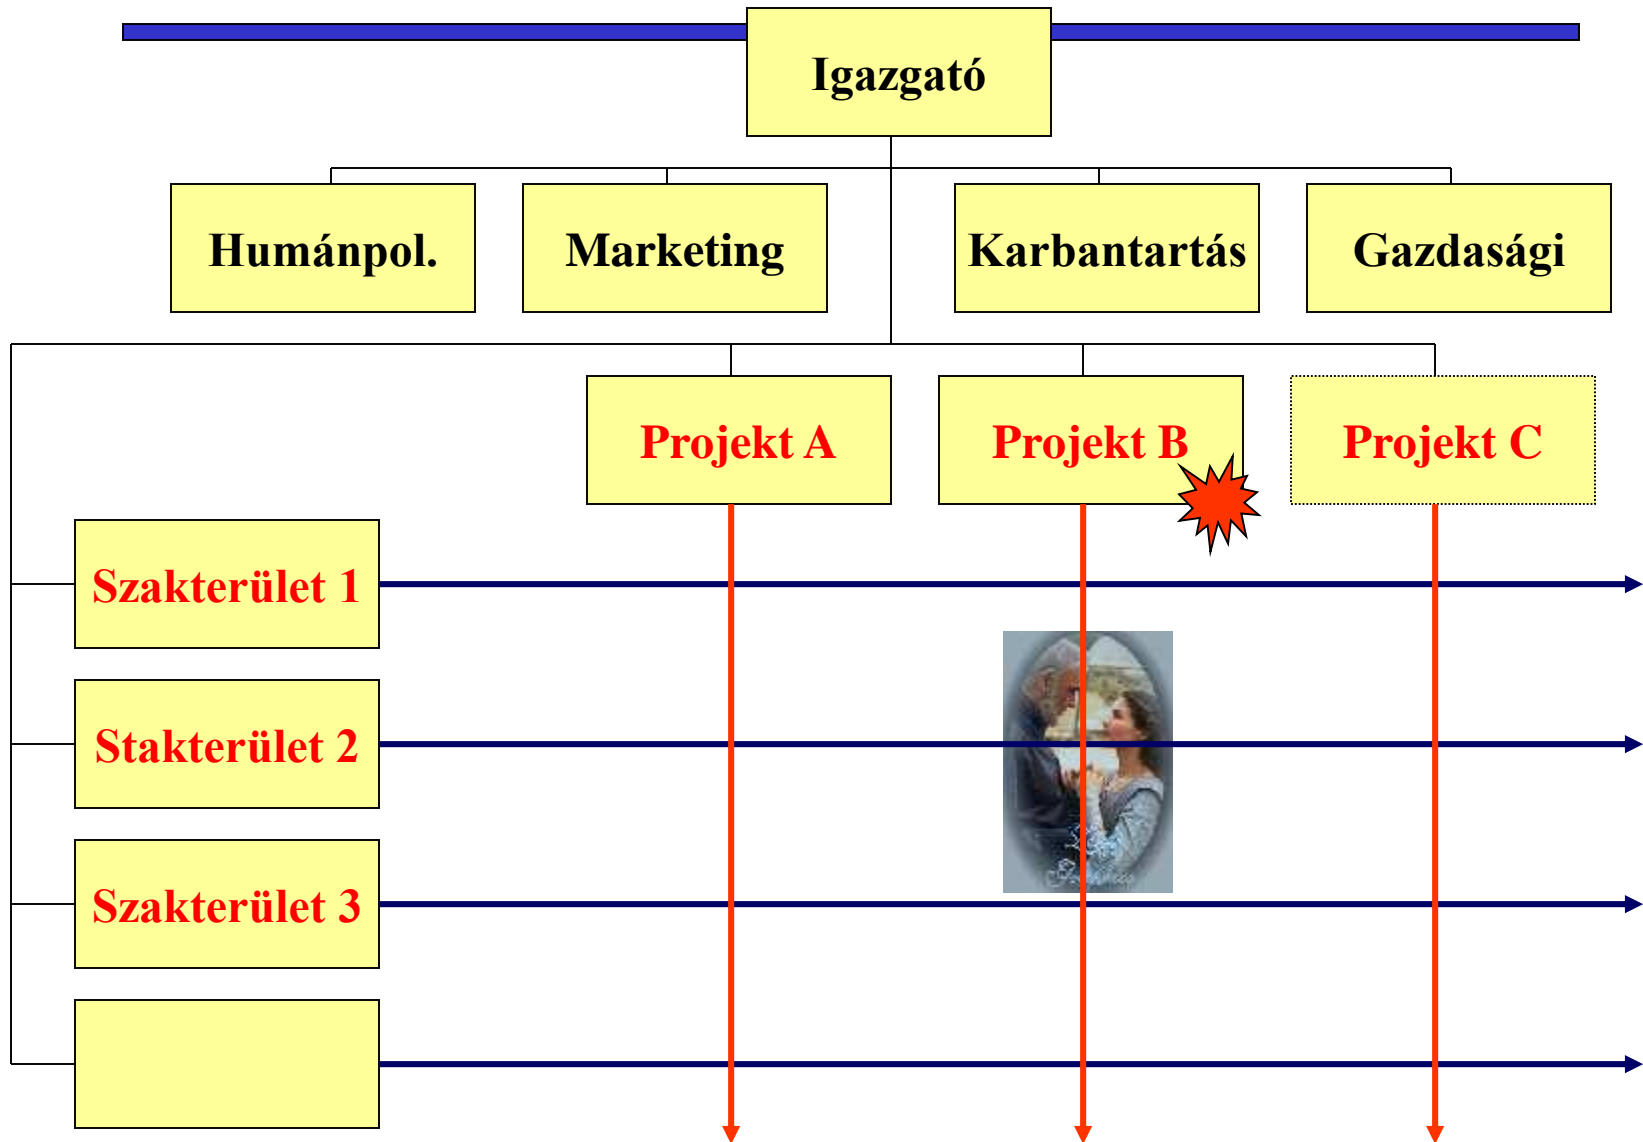 Igazgató
Humánpol.
Marketing
Karbantartás
Gazdasági
Projekt A
Projekt B
Projekt C
Szakterület 1
Stakterület 2
Szakterület 3